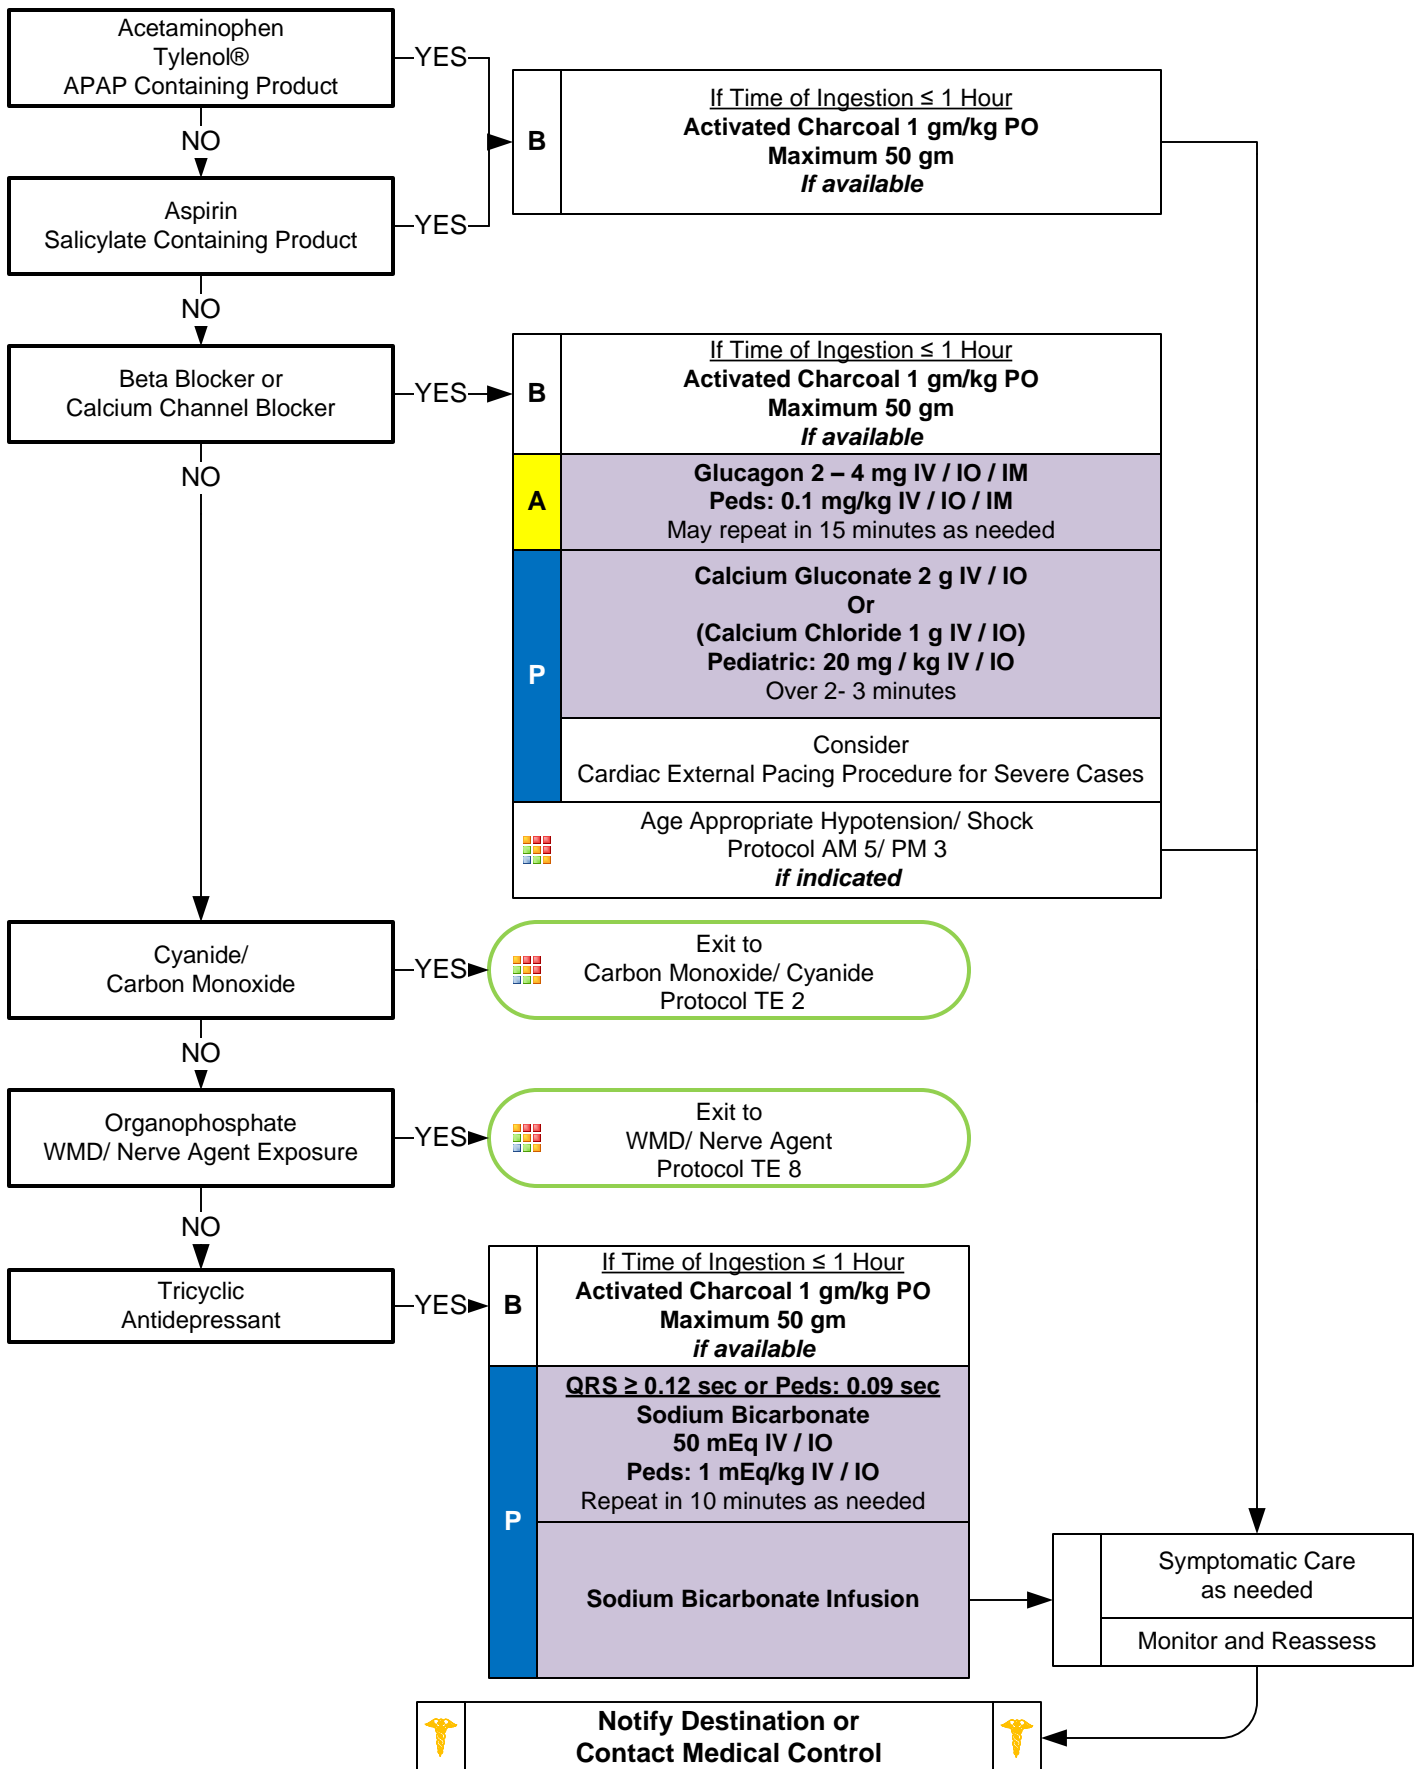 Acetaminophen
Tylenol®
APAP Containing Product
YES
NO
Aspirin
Salicylate Containing Product
YES
B
If Time of Ingestion ≤ 1 Hour
Activated Charcoal 1 gm/kg PO
Maximum 50 gm
If available
NO
Beta Blocker or
Calcium Channel Blocker
YES
B
If Time of Ingestion ≤ 1 Hour
Activated Charcoal 1 gm/kg PO
Maximum 50 gm
If available
A
Glucagon 2 – 4 mg IV / IO / IM
Peds: 0.1 mg/kg IV / IO / IM
May repeat in 15 minutes as needed
P
Calcium Gluconate 2 g IV / IO
Or
(Calcium Chloride 1 g IV / IO)
Pediatric: 20 mg / kg IV / IO
Over 2- 3 minutes
Consider
Cardiac External Pacing Procedure for Severe Cases
Age Appropriate Hypotension/ Shock
Protocol AM 5/ PM 3
if indicated
NO
Cyanide/
Carbon Monoxide
YES
Exit to
Carbon Monoxide/ Cyanide
Protocol TE 2
NO
Organophosphate
WMD/ Nerve Agent Exposure
YES
Exit to
WMD/ Nerve Agent
Protocol TE 8
NO
Tricyclic
Antidepressant
YES
B
If Time of Ingestion ≤ 1 Hour
Activated Charcoal 1 gm/kg PO
Maximum 50 gm
if available
P
QRS ≥ 0.12 sec or Peds: 0.09 sec
Sodium Bicarbonate
50 mEq IV / IO
Peds: 1 mEq/kg IV / IO
Repeat in 10 minutes as needed
Sodium Bicarbonate Infusion
Symptomatic Care
as needed
Monitor and Reassess
Notify Destination or
Contact Medical Control